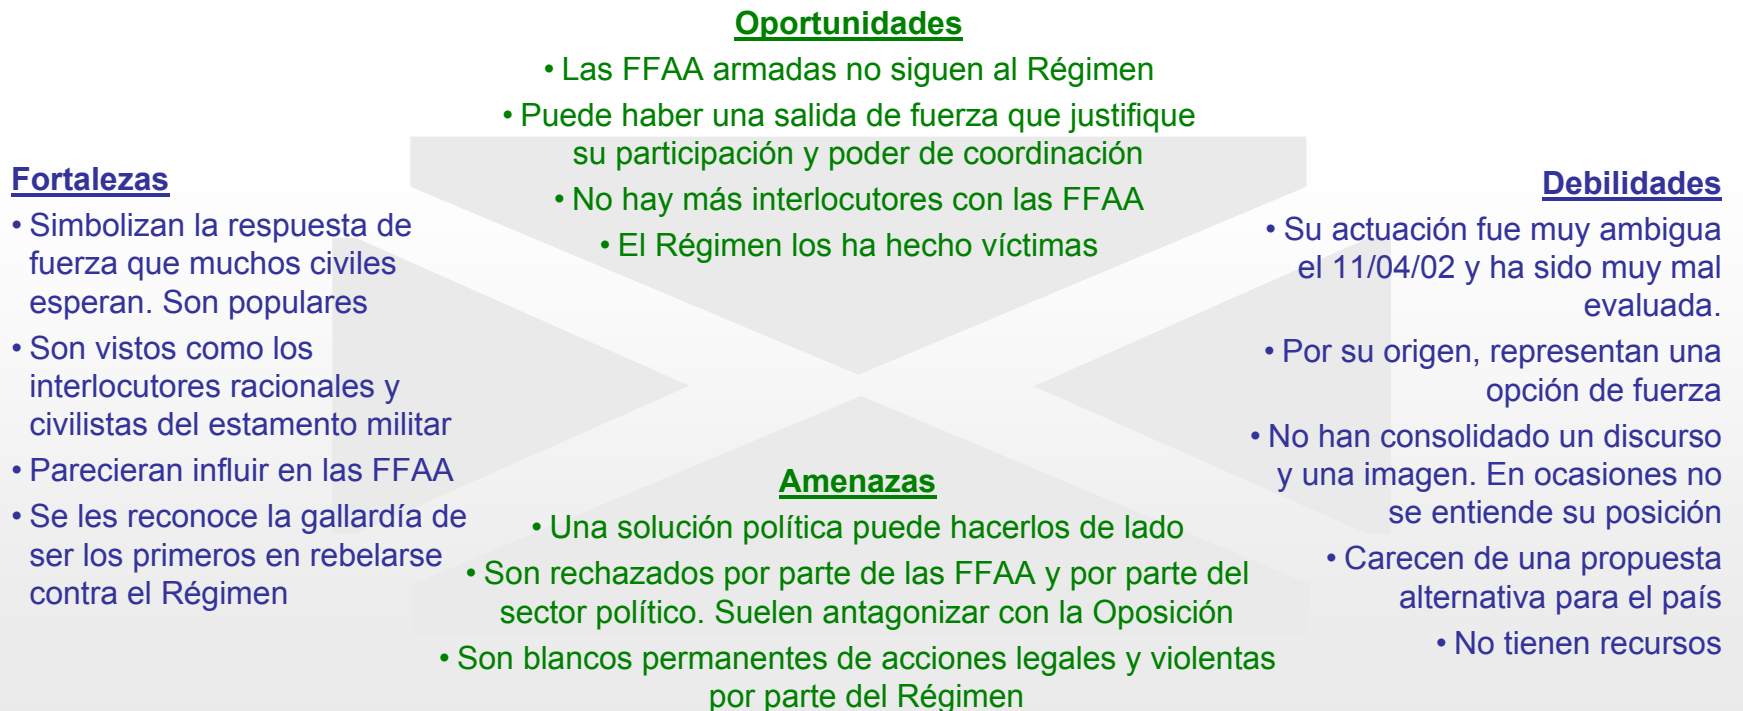 Oportunidades
• Las FFAA armadas no siguen al Régimen
• Puede haber una salida de fuerza que justifique
su participación y poder de coordinación
• No hay más interlocutores con las FFAA
• El Régimen los ha hecho víctimas
Fortalezas
• Simbolizan la respuesta de
fuerza que muchos civiles
esperan. Son populares
• Son vistos como los
interlocutores racionales y
civilistas del estamento militar
• Parecieran influir en las FFAA
• Se les reconoce la gallardía de
ser los primeros en rebelarse
contra el Régimen
Debilidades
• Su actuación fue muy ambigua
el 11/04/02 y ha sido muy mal
evaluada.
• Por su origen, representan una
opción de fuerza
• No han consolidado un discurso
y una imagen. En ocasiones no
se entiende su posición
• Carecen de una propuesta
alternativa para el país
• No tienen recursos
Amenazas
• Una solución política puede hacerlos de lado
• Son rechazados por parte de las FFAA y por parte del
sector político. Suelen antagonizar con la Oposición
• Son blancos permanentes de acciones legales y violentas
por parte del Régimen